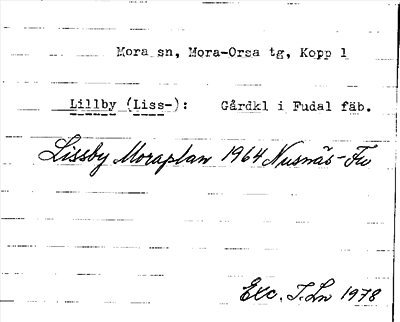 Mora sn, Mora-Orsa tg, Kopp 1
Lillby (Liss-): Gårdkl i Fudal fäb.
Lissby Moraplan 1964 Nusnäs-Fu
Exc. T.Ln 1978